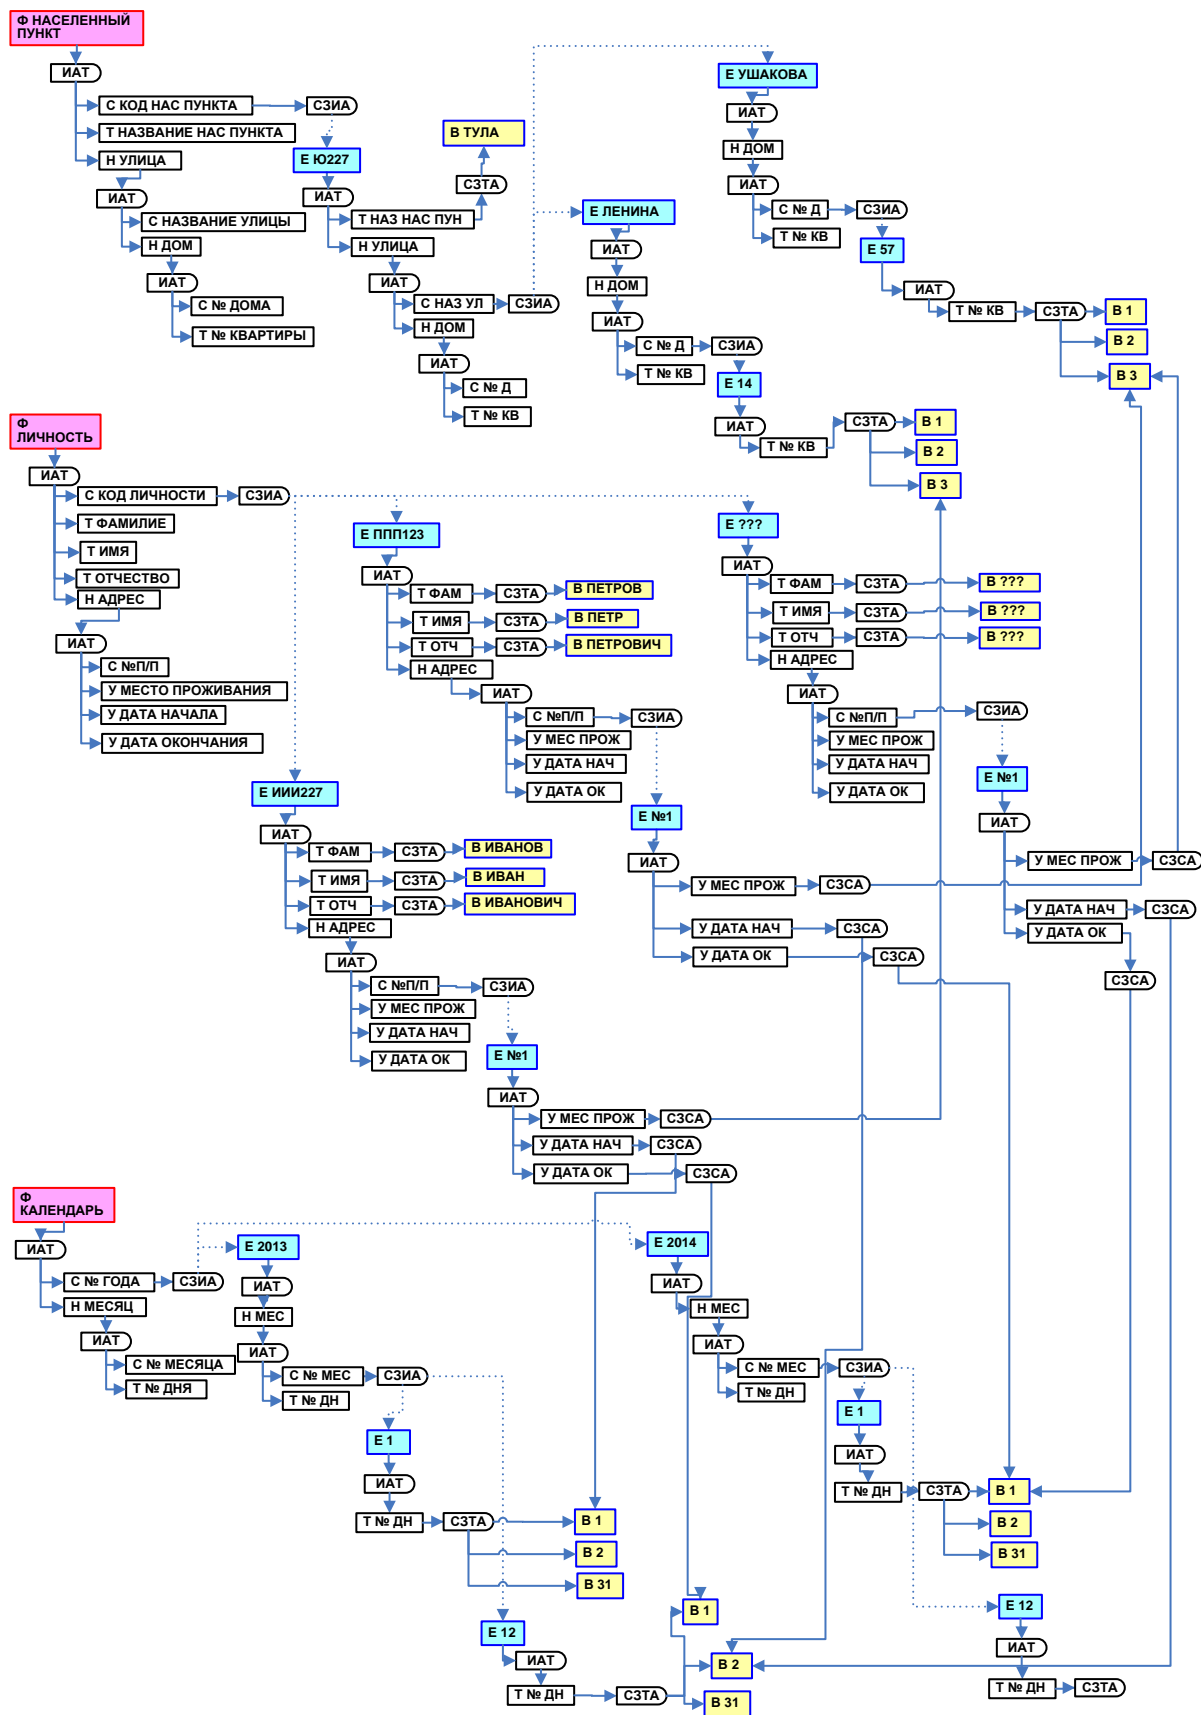 Ф НАСЕЛЕННЫЙ
ПУНКТ
ИАТ
С КОД НАС ПУНКТА
СЗИА
Т НАЗВАНИЕ НАС ПУНКТА
Н УЛИЦА
ИАТ
С НАЗВАНИЕ УЛИЦЫ
Н ДОМ
ИАТ
С № ДОМА
Т № КВАРТИРЫ
Е Ю227
ИАТ
Т НАЗ НАС ПУН
СЗТА
В ТУЛА
Н УЛИЦА
ИАТ
С НАЗ УЛ
СЗИА
Н ДОМ
ИАТ
С № Д
Т № КВ
Е ЛЕНИНА
ИАТ
Н ДОМ
ИАТ
С № Д
СЗИА
Т № КВ
Е 14
ИАТ
Т № КВ
СЗТА
В 1
В 2
В 3
Е УШАКОВА
ИАТ
Н ДОМ
ИАТ
С № Д
СЗИА
Т № КВ
Е 57
ИАТ
Т № КВ
СЗТА
В 1
В 2
В 3
Ф
ЛИЧНОСТЬ
ИАТ
С КОД ЛИЧНОСТИ
СЗИА
Т ФАМИЛИЕ
Т ИМЯ
Т ОТЧЕСТВО
Н АДРЕС
ИАТ
С №П/П
У МЕСТО ПРОЖИВАНИЯ
У ДАТА НАЧАЛА
У ДАТА ОКОНЧАНИЯ
Е ППП123
ИАТ
Т ФАМ
СЗТА
В ПЕТРОВ
Т ИМЯ
СЗТА
В ПЕТР
Т ОТЧ
СЗТА
В ПЕТРОВИЧ
Н АДРЕС
ИАТ
С №П/П
СЗИА
У МЕС ПРОЖ
У ДАТА НАЧ
У ДАТА ОК
Е №1
ИАТ
У МЕС ПРОЖ
СЗСА
У ДАТА НАЧ
СЗСА
У ДАТА ОК
СЗСА
Е ???
ИАТ
Т ФАМ
СЗТА
В ???
Т ИМЯ
СЗТА
В ???
Т ОТЧ
СЗТА
В ???
Н АДРЕС
ИАТ
С №П/П
СЗИА
У МЕС ПРОЖ
У ДАТА НАЧ
У ДАТА ОК
Е №1
ИАТ
У МЕС ПРОЖ
СЗСА
У ДАТА НАЧ
СЗСА
У ДАТА ОК
СЗСА
Е ИИИ227
ИАТ
Т ФАМ
СЗТА
В ИВАНОВ
Т ИМЯ
СЗТА
В ИВАН
Т ОТЧ
СЗТА
В ИВАНОВИЧ
Н АДРЕС
ИАТ
С №П/П
СЗИА
У МЕС ПРОЖ
У ДАТА НАЧ
У ДАТА ОК
Е №1
ИАТ
У МЕС ПРОЖ
СЗСА
У ДАТА НАЧ
СЗСА
У ДАТА ОК
СЗСА
Ф
КАЛЕНДАРЬ
ИАТ
С № ГОДА
СЗИА
Н МЕСЯЦ
ИАТ
С № МЕСЯЦА
Т № ДНЯ
Е 2013
ИАТ
Н МЕС
ИАТ
С № МЕС
СЗИА
Т № ДН
Е 1
ИАТ
Т № ДН
СЗТА
В 1
В 2
В 31
Е 12
ИАТ
Т № ДН
СЗТА
В 1
В 2
В 31
Е 2014
ИАТ
Н МЕС
ИАТ
С № МЕС
СЗИА
Т № ДН
Е 1
ИАТ
Т № ДН
СЗТА
В 1
В 2
В 31
Е 12
ИАТ
Т № ДН
СЗТА